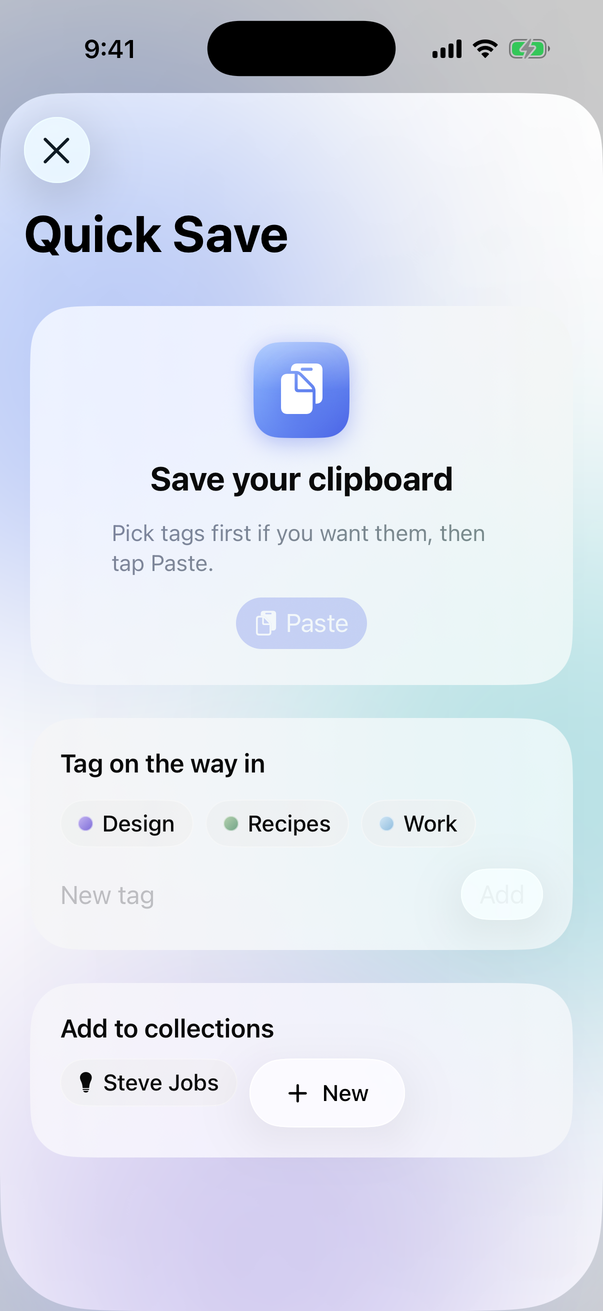 9:41
Quick Save
Save your clipboard
Pick tags first if you want them, then
tap Paste.
Paste
Tag on the way in
Design
Recipes
Work
New tag
Add
Add to collections
Steve Jobs
+ New